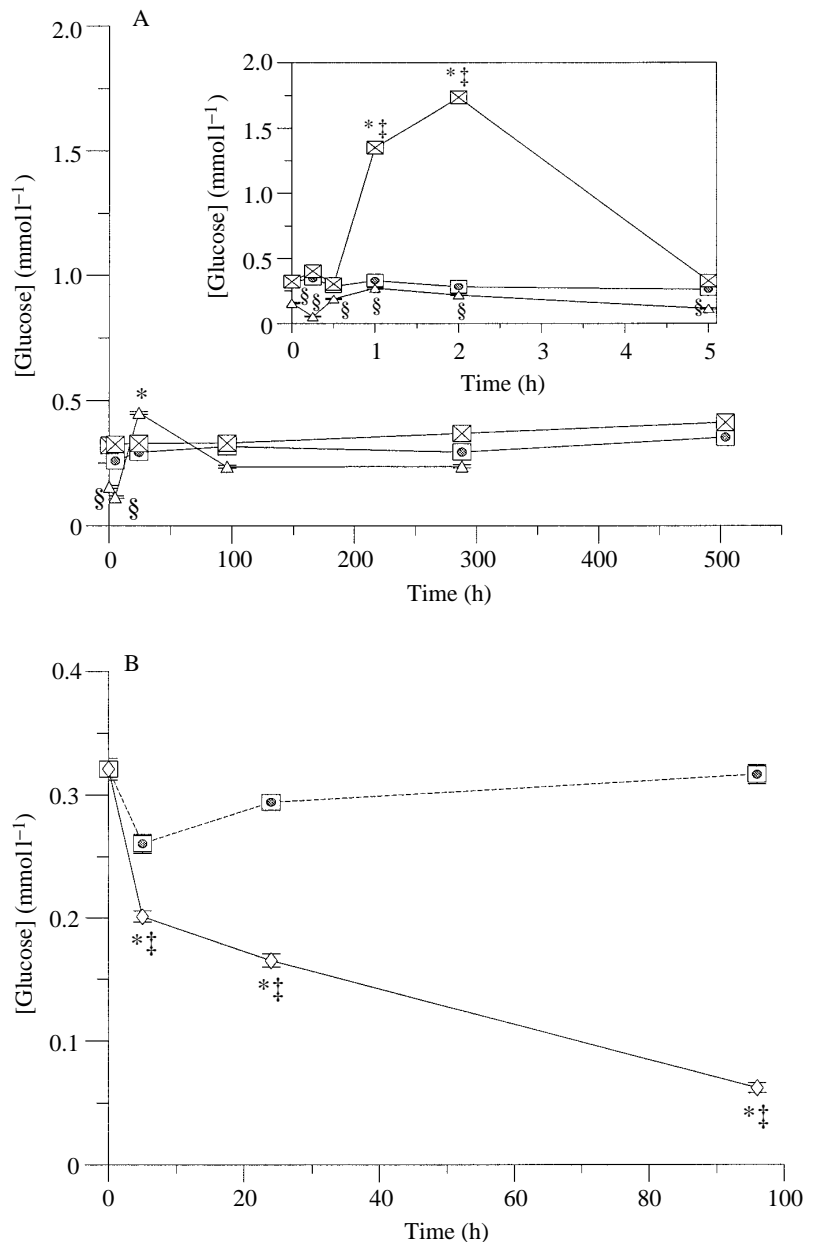 A
[Glucose] (mmol l⁻¹)
2.0
1.5
1.0
0.5
0
0 100 200 300 400 500
Time (h)
* 
§ §
[Glucose] (mmol l⁻¹)
2.0
1.5
1.0
0.5
0
0 1 2 3 4 5
Time (h)
*‡ *‡
§ § § § § §
B
[Glucose] (mmol l⁻¹)
0.4
0.3
0.2
0.1
0
0 20 40 60 80 100
Time (h)
*‡
*‡
*‡